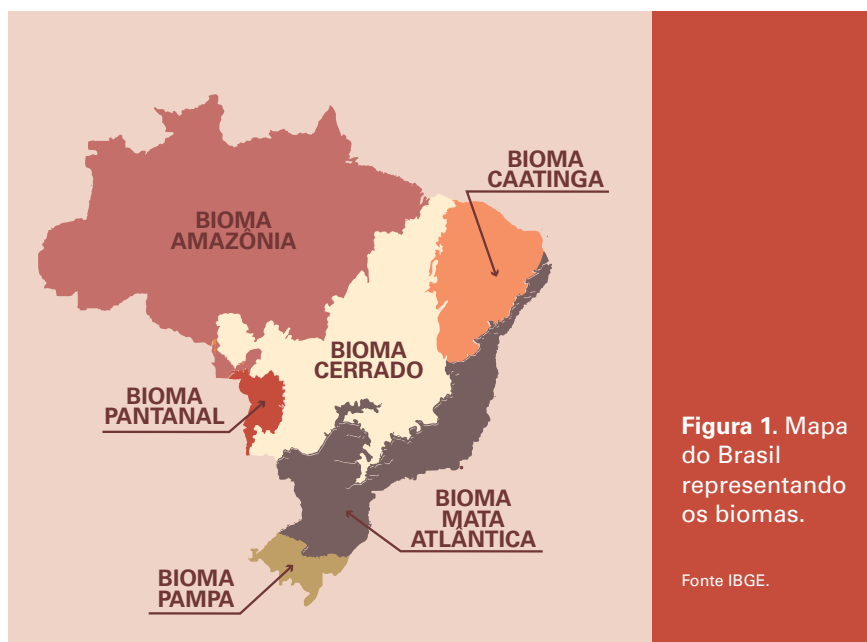 BIOMA
CAATINGA
BIOMA
AMAZÔNIA
BIOMA
CERRADO
BIOMA
PANTANAL
BIOMA
MATA
ATLÂNTICA
BIOMA
PAMPA
Figura 1. Mapa
do Brasil
representando
os biomas.
Fonte IBGE.